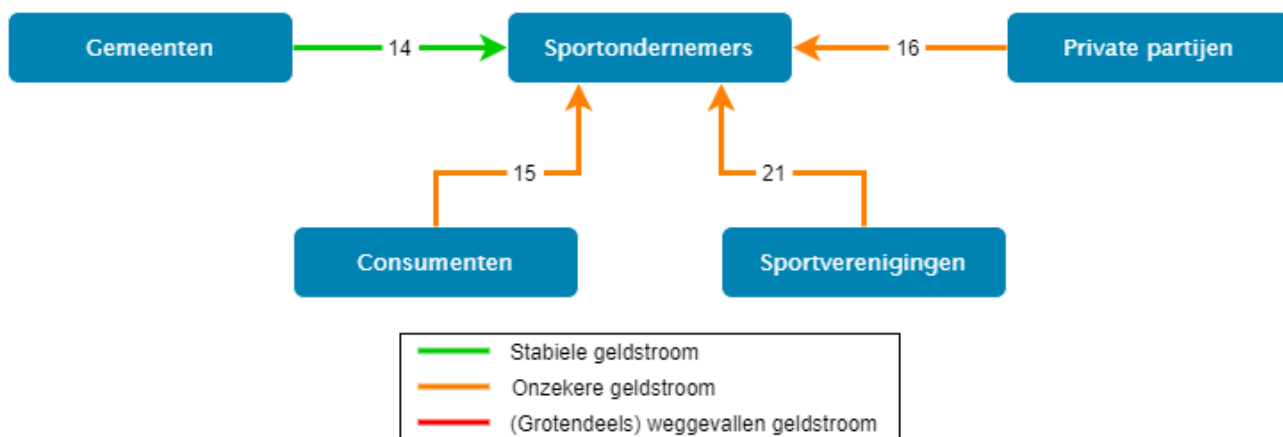 Gemeenten
14
Sportondernemers
16
Private partijen
15
21
Consumenten
Sportverenigingen
Stabiele geldstroom
Onzekere geldstroom
(Grotendeels) weggevallen geldstroom